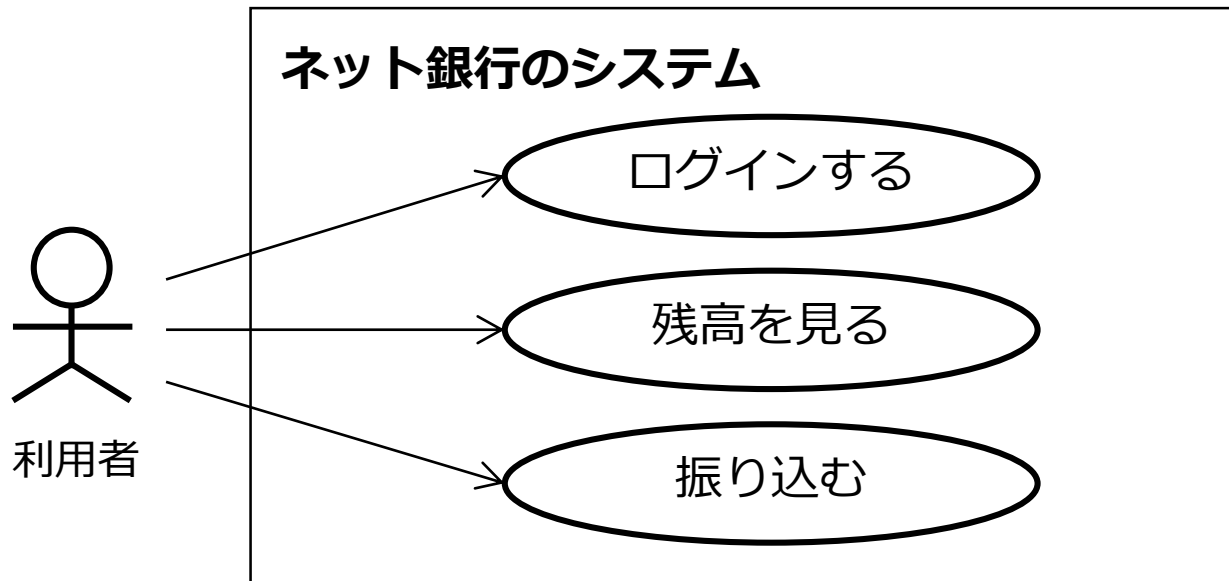 ネット銀行のシステム
ログインする
残高を見る
利用者
振り込む